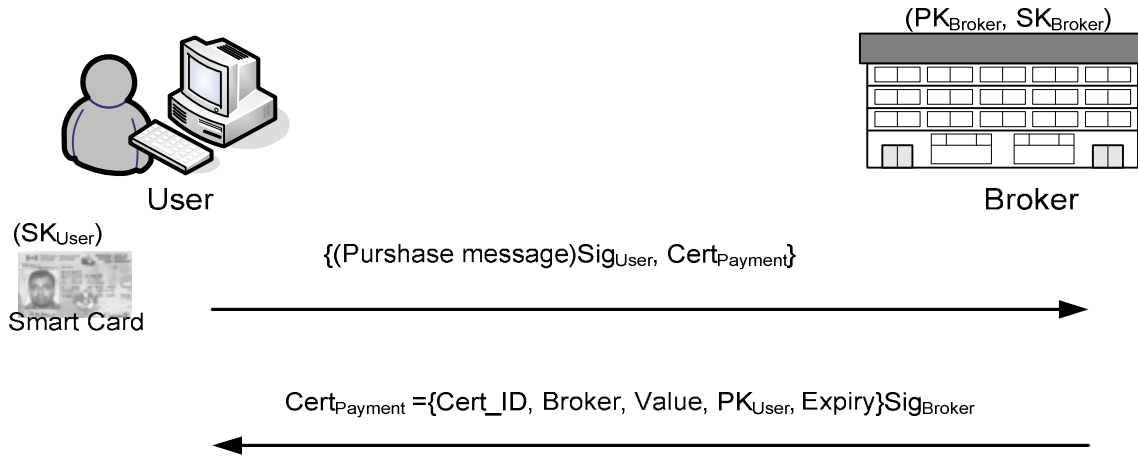 (PKBroker, SKBroker)
User
Broker
(SKUser)
{(Purshase message)SigUser, CertPayment}
Smart Card
CertPayment ={Cert_ID, Broker, Value, PKUser, Expiry}SigBroker